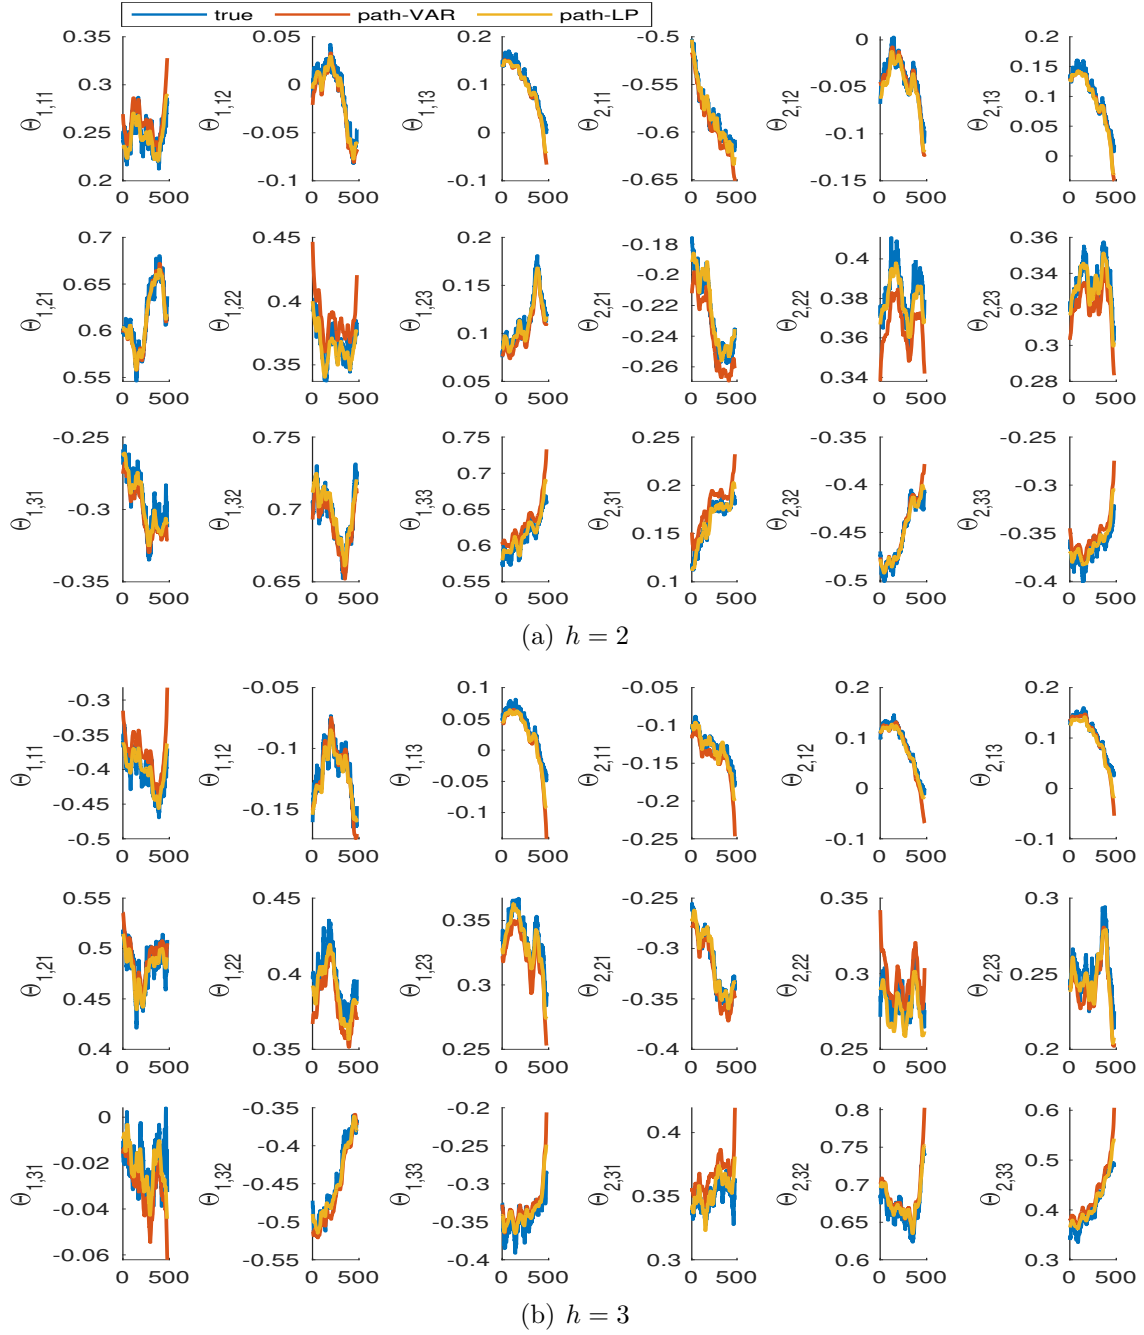 true path-VAR path-LP
0.35 0.3 0.25 0.2 Θ1,11 0 500
0.05 0 -0.05 -0.1 Θ1,12 0 500
0.2 0.1 0 -0.1 Θ1,13 0 500
-0.5 -0.55 -0.6 -0.65 Θ2,11 0 500
0 -0.05 -0.1 -0.15 Θ2,12 0 500
0.2 0.15 0.1 0.05 0 Θ2,13 0 500
0.7 0.65 0.6 0.55 Θ1,21 0 500
0.45 0.4 0.35 Θ1,22 0 500
0.2 0.15 0.1 0.05 Θ1,23 0 500
-0.18 -0.2 -0.22 -0.24 -0.26 Θ2,21 0 500
0.4 0.38 0.36 0.34 Θ2,22 0 500
0.36 0.34 0.32 0.3 0.28 Θ2,23 0 500
-0.25 -0.3 -0.35 Θ1,31 0 500
0.75 0.7 0.65 Θ1,32 0 500
0.75 0.7 0.65 0.6 0.55 Θ1,33 0 500
0.25 0.2 0.15 0.1 Θ2,31 0 500
-0.35 -0.4 -0.45 -0.5 Θ2,32 0 500
-0.25 -0.3 -0.35 -0.4 Θ2,33 0 500
(a) h = 2
-0.3 -0.4 -0.5 Θ1,11 0 500
-0.05 -0.1 -0.15 Θ1,12 0 500
0.1 0.05 0 -0.05 -0.1 Θ1,13 0 500
-0.05 -0.1 -0.15 -0.2 -0.25 Θ2,11 0 500
0.2 0.1 0 -0.1 Θ2,12 0 500
0.2 0.1 0 -0.1 Θ2,13 0 500
0.55 0.5 0.45 0.4 Θ1,21 0 500
0.45 0.4 0.35 Θ1,22 0 500
0.35 0.3 0.25 Θ1,23 0 500
-0.25 -0.3 -0.35 -0.4 Θ2,21 0 500
0.35 0.3 0.25 Θ2,22 0 500
0.3 0.25 0.2 Θ2,23 0 500
0 -0.02 -0.04 -0.06 Θ1,31 0 500
-0.35 -0.4 -0.45 -0.5 -0.55 Θ1,32 0 500
-0.2 -0.25 -0.3 -0.35 -0.4 Θ1,33 0 500
0.4 0.35 0.3 Θ2,31 0 500
0.8 0.75 0.7 0.65 0.6 Θ2,32 0 500
0.6 0.5 0.4 0.3 Θ2,33 0 500
(b) h = 3